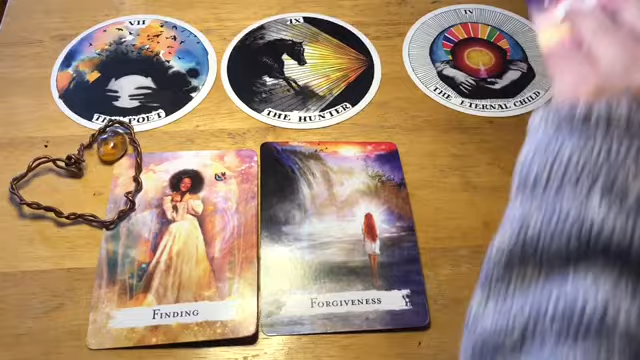 VII
THE POET
IX
THE HUNTER
IV
THE ETERNAL CHILD
FINDING
FORGIVENESS